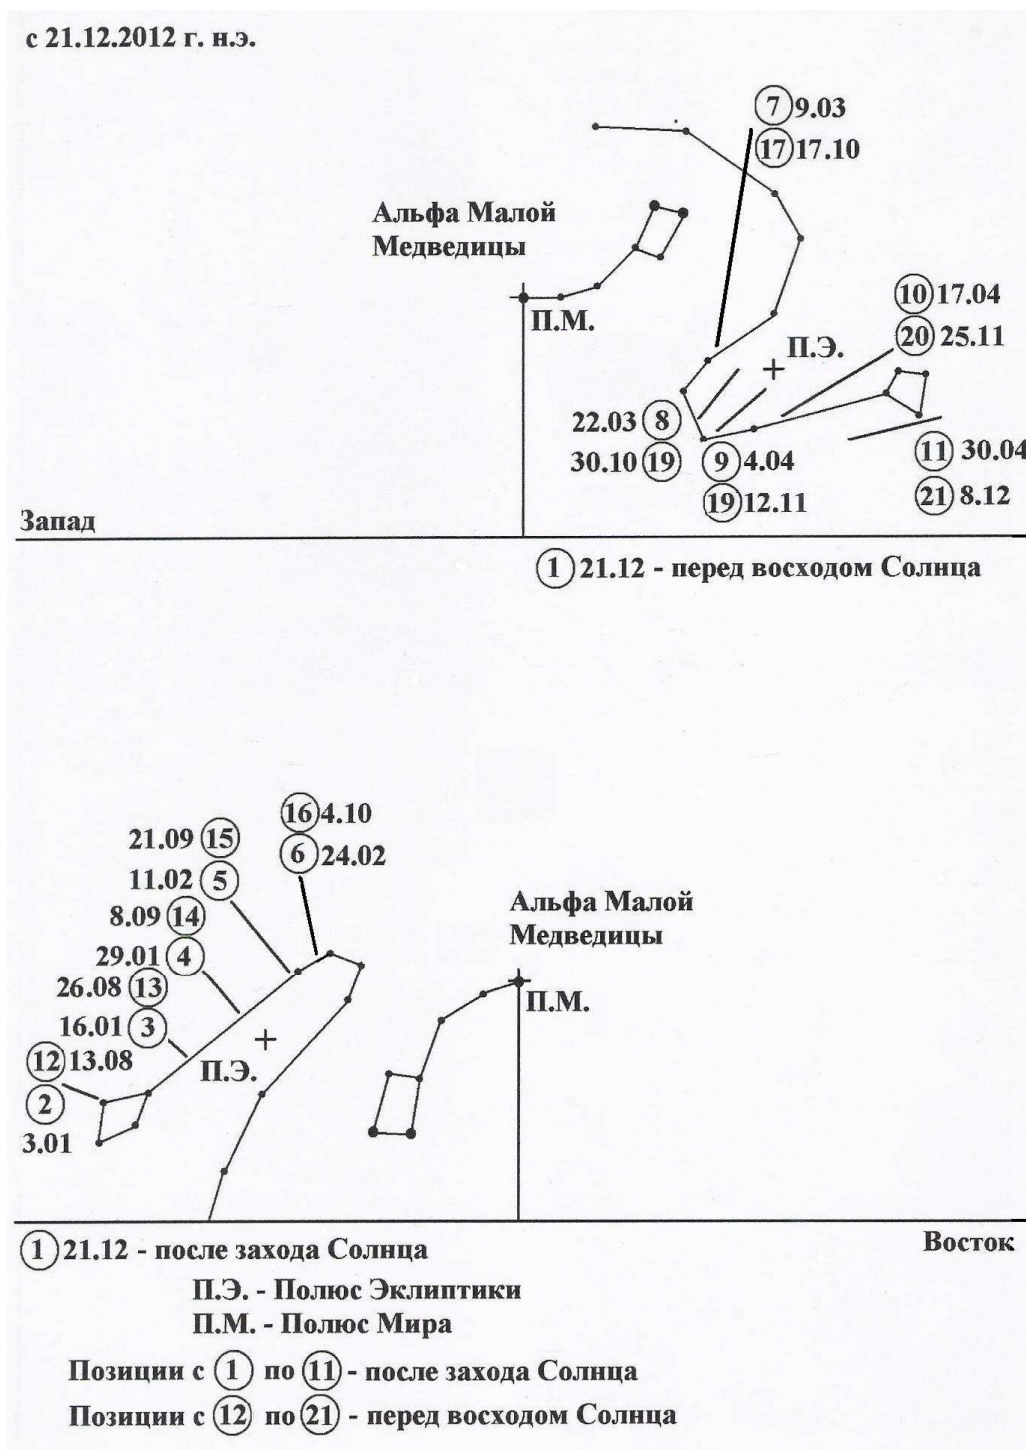 с 21.12.2012 г. н.э.
7 9.03
17 17.10
Альфа Малой
Медведицы
П.М.
10 17.04
20 25.11
П.Э.
22.03 8
30.10 19
9 4.04
19 12.11
11 30.04
21 8.12
Запад
1 21.12 - перед восходом Солнца
16 4.10
6 24.02
21.09 15
11.02 5
8.09 14
29.01 4
26.08 13
16.01 3
12 13.08
2
3.01
П.Э.
Альфа Малой
Медведицы
П.М.
1 21.12 - после захода Солнца
Восток
П.Э. - Полюс Эклиптики
П.М. - Полюс Мира
Позиции с 1 по 11 - после захода Солнца
Позиции с 12 по 21 - перед восходом Солнца